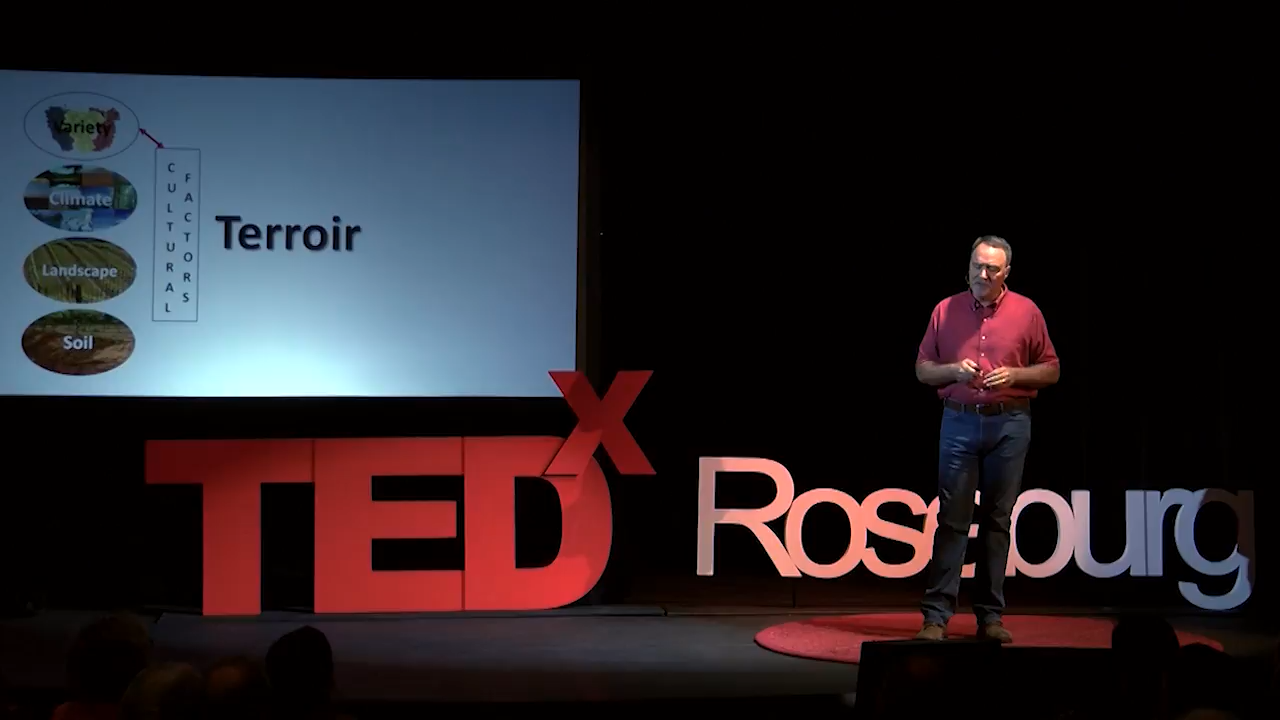 Variety
Climate
Landscape
Soil
CULTURAL
FACTORS
Terroir
TEDx
Roseburg